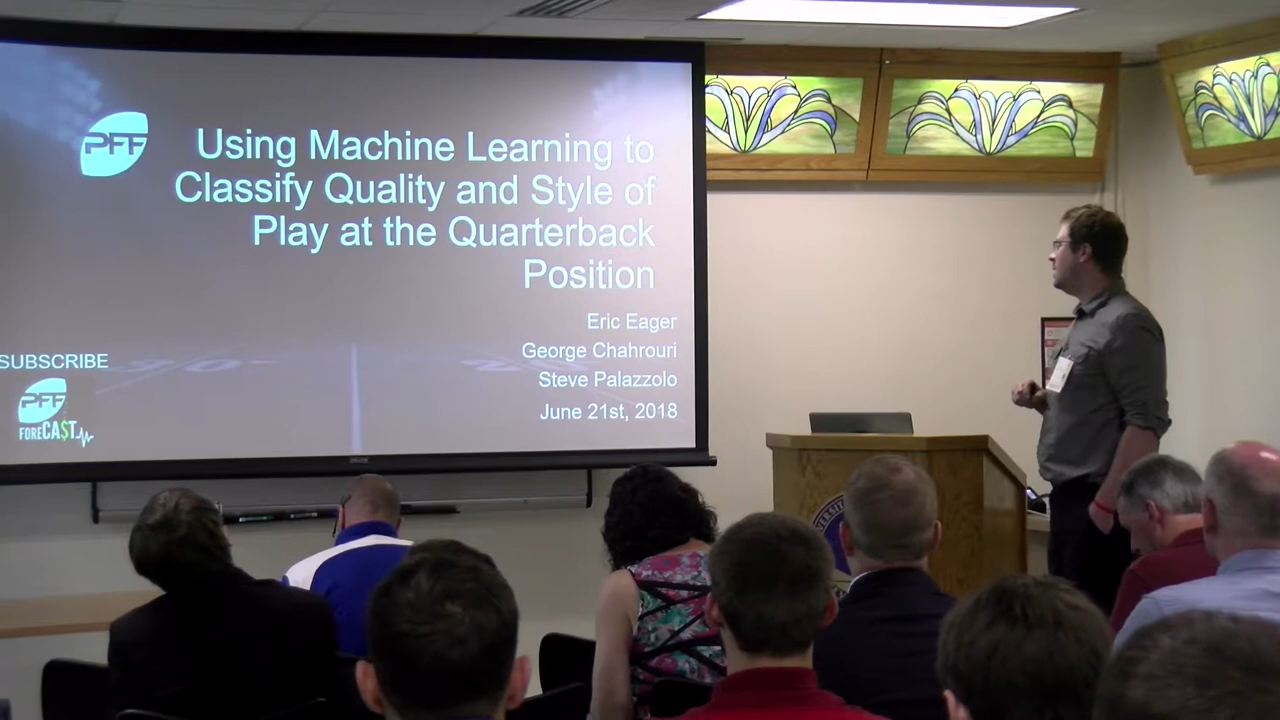 PFF
Using Machine Learning to
Classify Quality and Style of
Play at the Quarterback
Position
Eric Eager
George Chahrouri
Steve Palazzolo
June 21st, 2018
SUBSCRIBE
PFF
FORECA$T